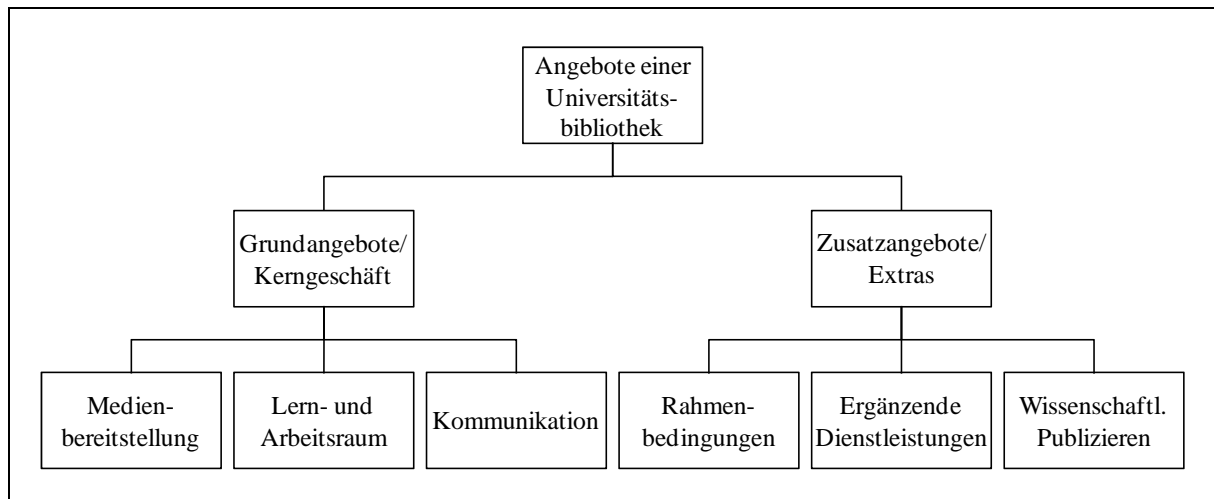 Angebote einer
Universitäts-
bibliothek
Grundangebote/
Kerngeschäft
Zusatzangebote/
Extras
Medien-
bereitstellung
Lern- und
Arbeitsraum
Kommunikation
Rahmen-
bedingungen
Ergänzende
Dienstleistungen
Wissenschaftl.
Publizieren